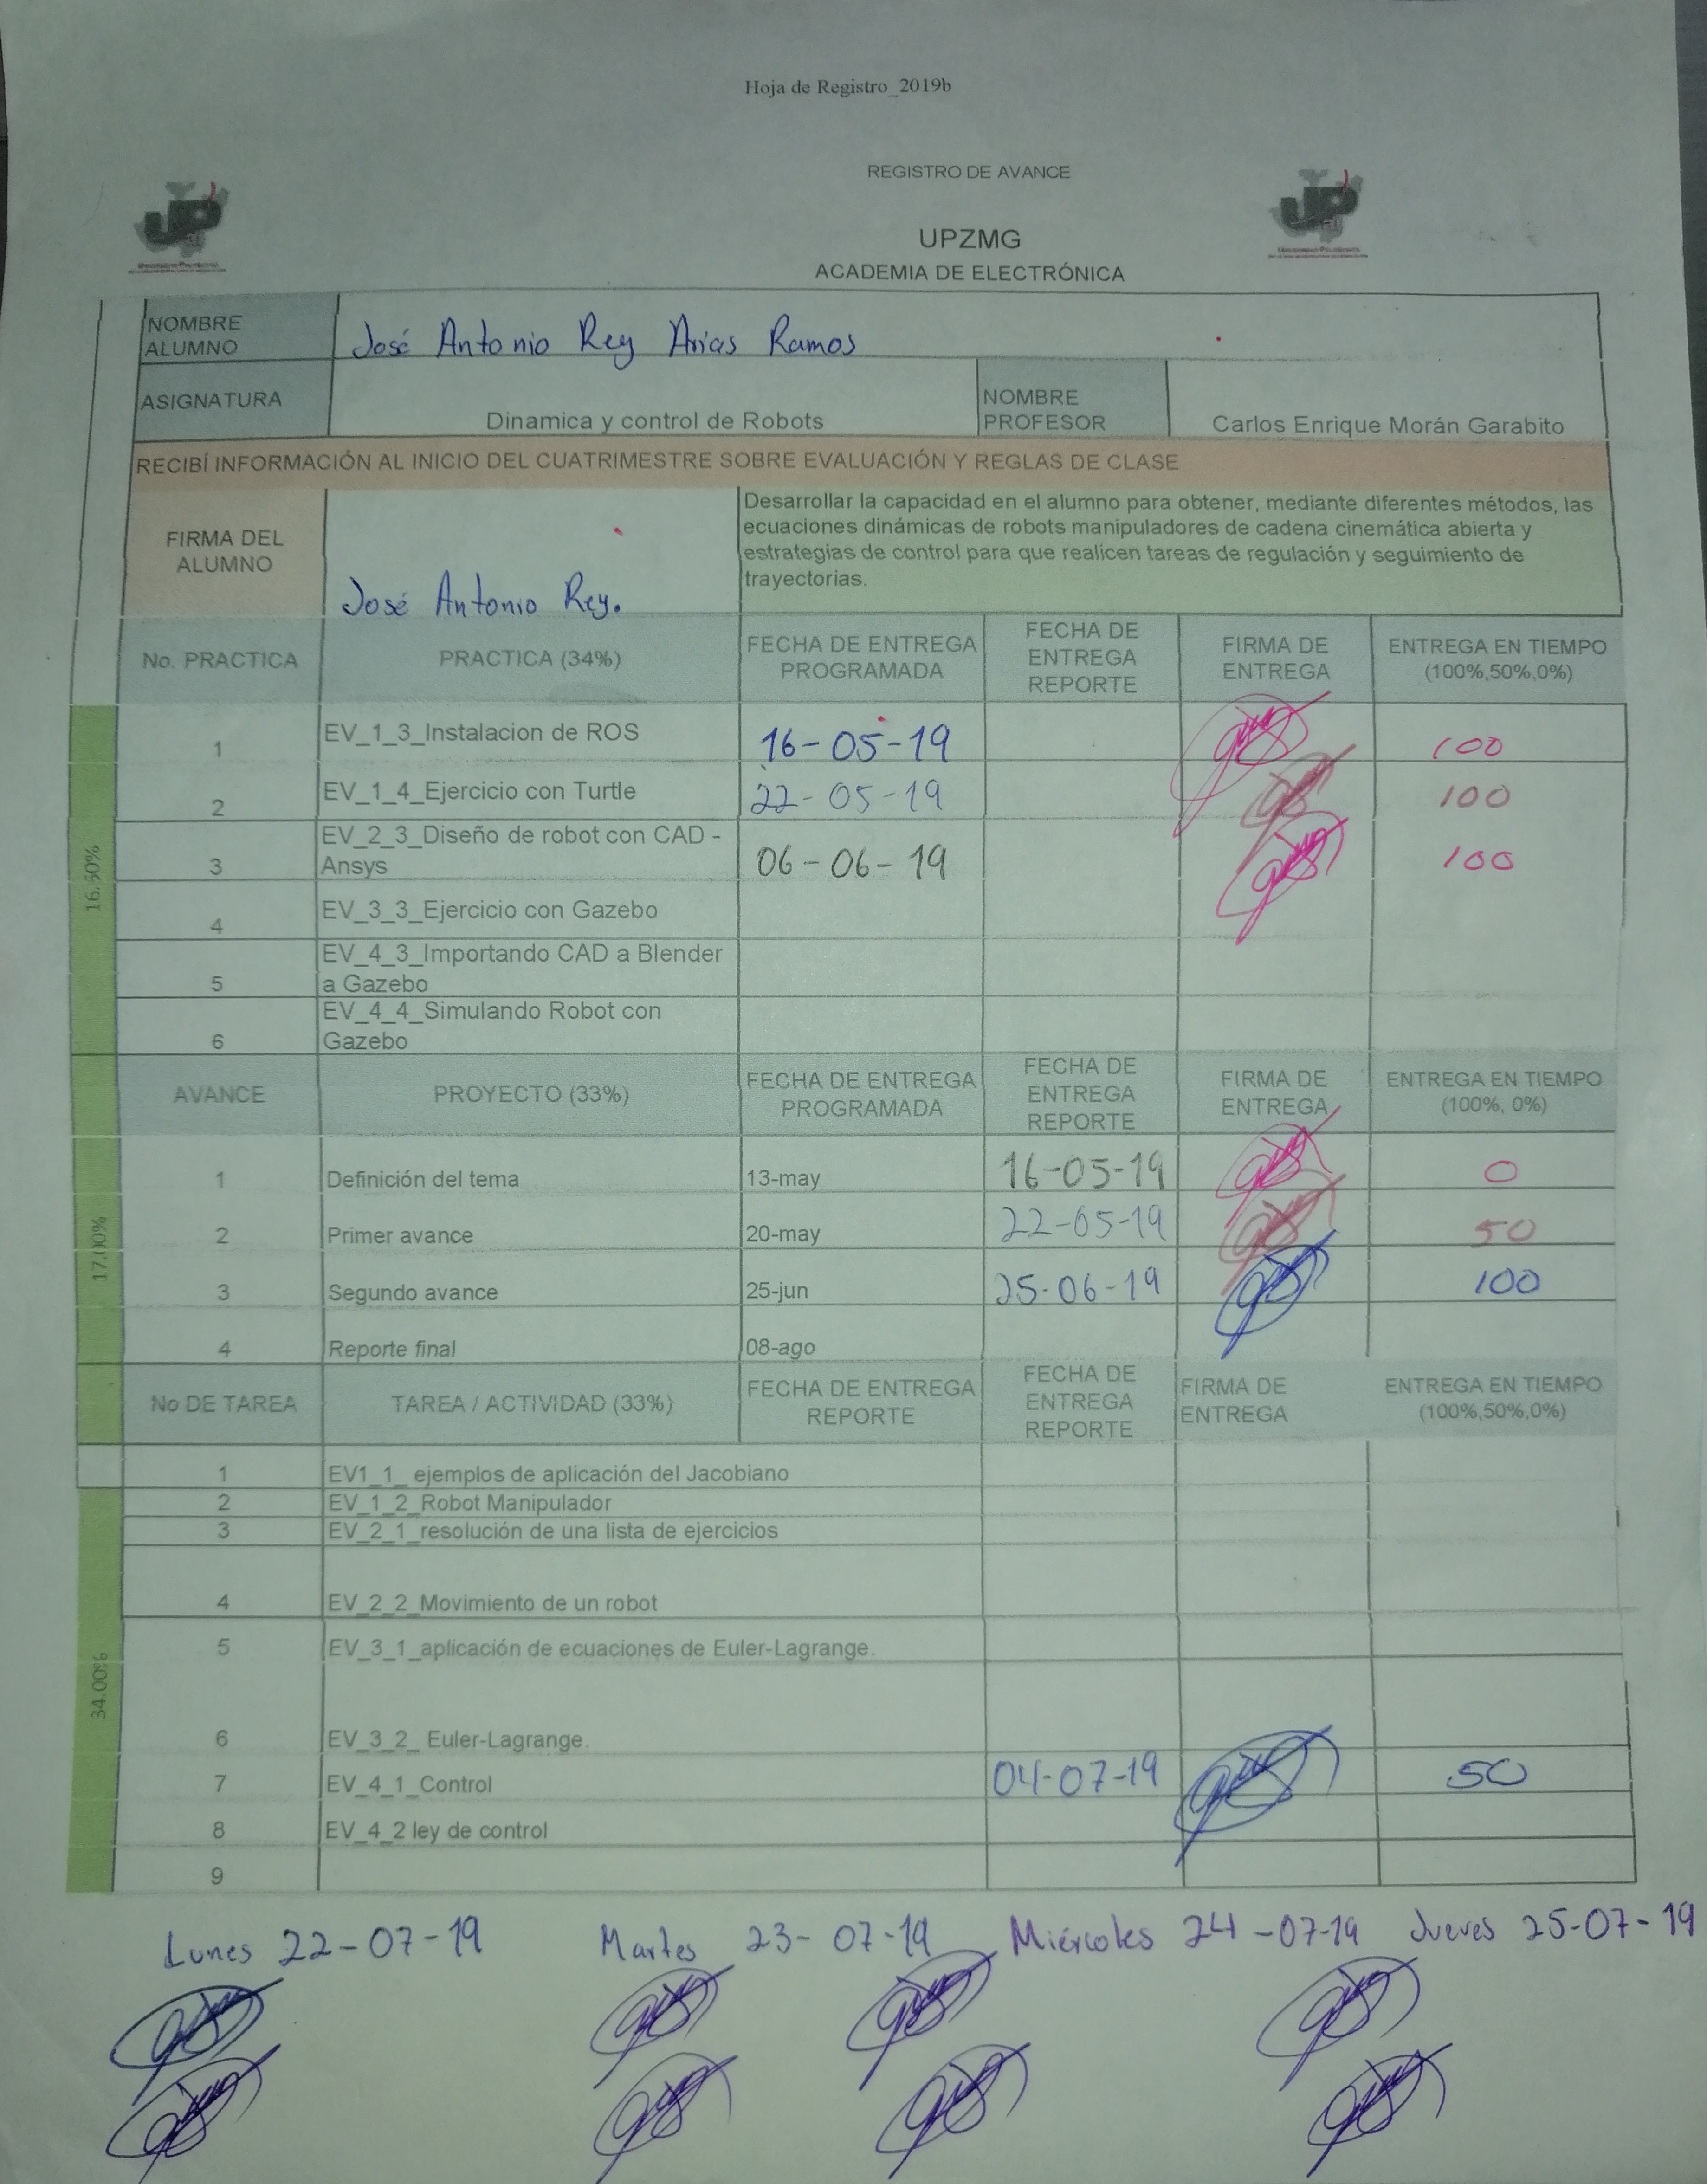 Hoja de Registro_2019b
REGISTRO DE AVANCE
UPZMG
ACADEMIA DE ELECTRÓNICA
UP
UP
NOMBRE ALUMNO José Antonio Rey Arias Ramos
ASIGNATURA Dinamica y control de Robots NOMBRE PROFESOR Carlos Enrique Morán Garabito
RECIBÍ INFORMACIÓN AL INICIO DEL CUATRIMESTRE SOBRE EVALUACIÓN Y REGLAS DE CLASE
FIRMA DEL ALUMNO José Antonio Rey.
Desarrollar la capacidad en el alumno para obtener, mediante diferentes métodos, las
ecuaciones dinámicas de robots manipuladores de cadena cinemática abierta y
estrategias de control para que realicen tareas de regulación y seguimiento de
trayectorias.
No. PRACTICA PRACTICA (34%) FECHA DE ENTREGA PROGRAMADA FECHA DE ENTREGA REPORTE FIRMA DE ENTREGA ENTREGA EN TIEMPO (100%,50%,0%)
16.50%
1 EV_1_3_Instalacion de ROS 16-05-19 100
2 EV_1_4_Ejercicio con Turtle 22-05-19 100
3 EV_2_3_Diseño de robot con CAD - Ansys 06-06-19 100
4 EV_3_3_Ejercicio con Gazebo
5 EV_4_3_Importando CAD a Blender a Gazebo
6 EV_4_4_Simulando Robot con Gazebo
AVANCE PROYECTO (33%) FECHA DE ENTREGA PROGRAMADA FECHA DE ENTREGA REPORTE FIRMA DE ENTREGA ENTREGA EN TIEMPO (100%, 0%)
17.00%
1 Definición del tema 13-may 16-05-19 0
2 Primer avance 20-may 22-05-19 50
3 Segundo avance 25-jun 25-06-19 100
4 Reporte final 08-ago
No DE TAREA TAREA / ACTIVIDAD (33%) FECHA DE ENTREGA REPORTE FECHA DE ENTREGA REPORTE FIRMA DE ENTREGA ENTREGA EN TIEMPO (100%,50%,0%)
34.00%
1 EV1_1_ ejemplos de aplicación del Jacobiano
2 EV_1_2_Robot Manipulador
3 EV_2_1_resolución de una lista de ejercicios
4 EV_2_2_Movimiento de un robot
5 EV_3_1_aplicación de ecuaciones de Euler-Lagrange.
6 EV_3_2_ Euler-Lagrange.
7 EV_4_1_Control 04-07-19 50
8 EV_4_2 ley de control
9
Lunes 22-07-19 Martes 23-07-19 Miércoles 24-07-19 Jueves 25-07-19